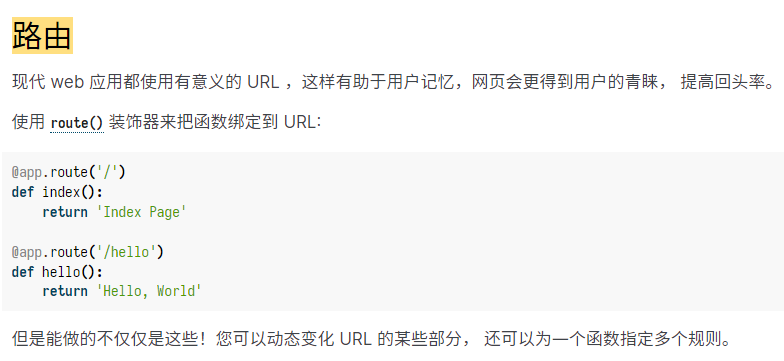 路由
现代 web 应用都使用有意义的 URL ，这样有助于用户记忆，网页会更得到用户的青睐， 提高回头率。
使用 route() 装饰器来把函数绑定到 URL:
@app.route('/')
def index():
    return 'Index Page'
@app.route('/hello')
def hello():
    return 'Hello, World'
但是能做的不仅仅是这些！您可以动态变化 URL 的某些部分， 还可以为一个函数指定多个规则。